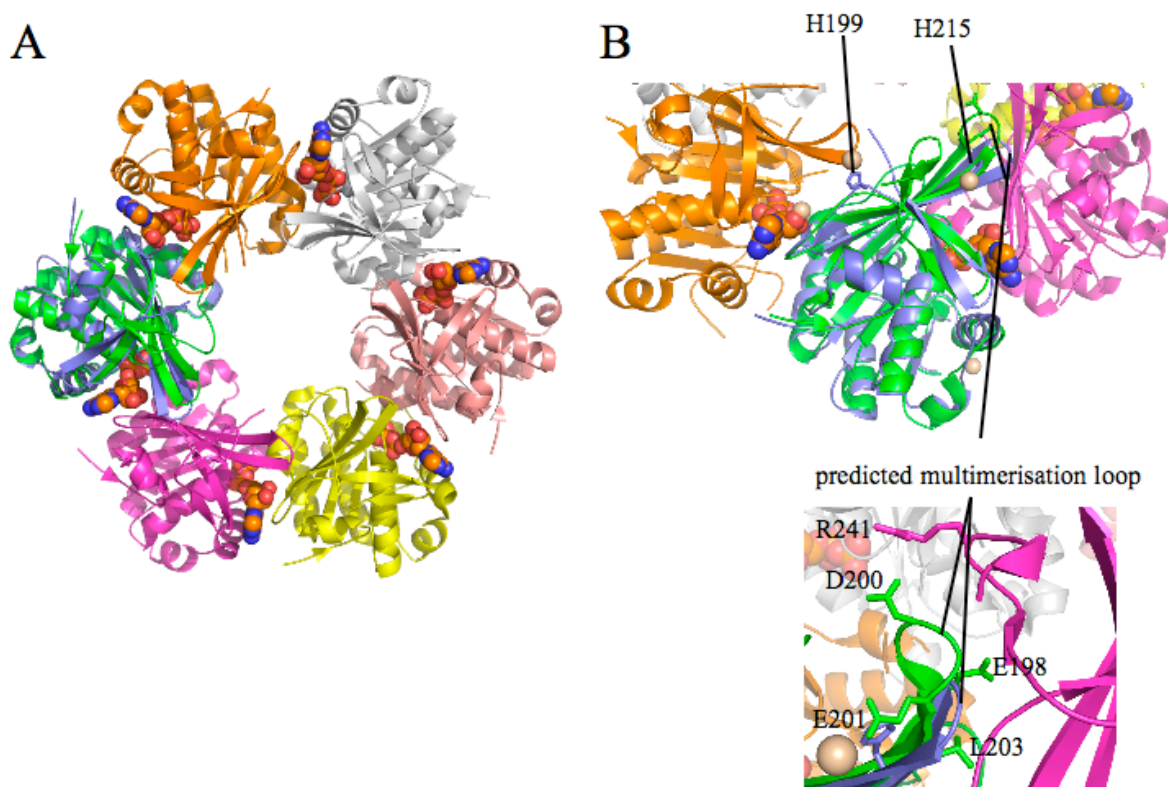 A
B
H199
H215
predicted multimerisation loop
R241
D200
E198
E201
L203